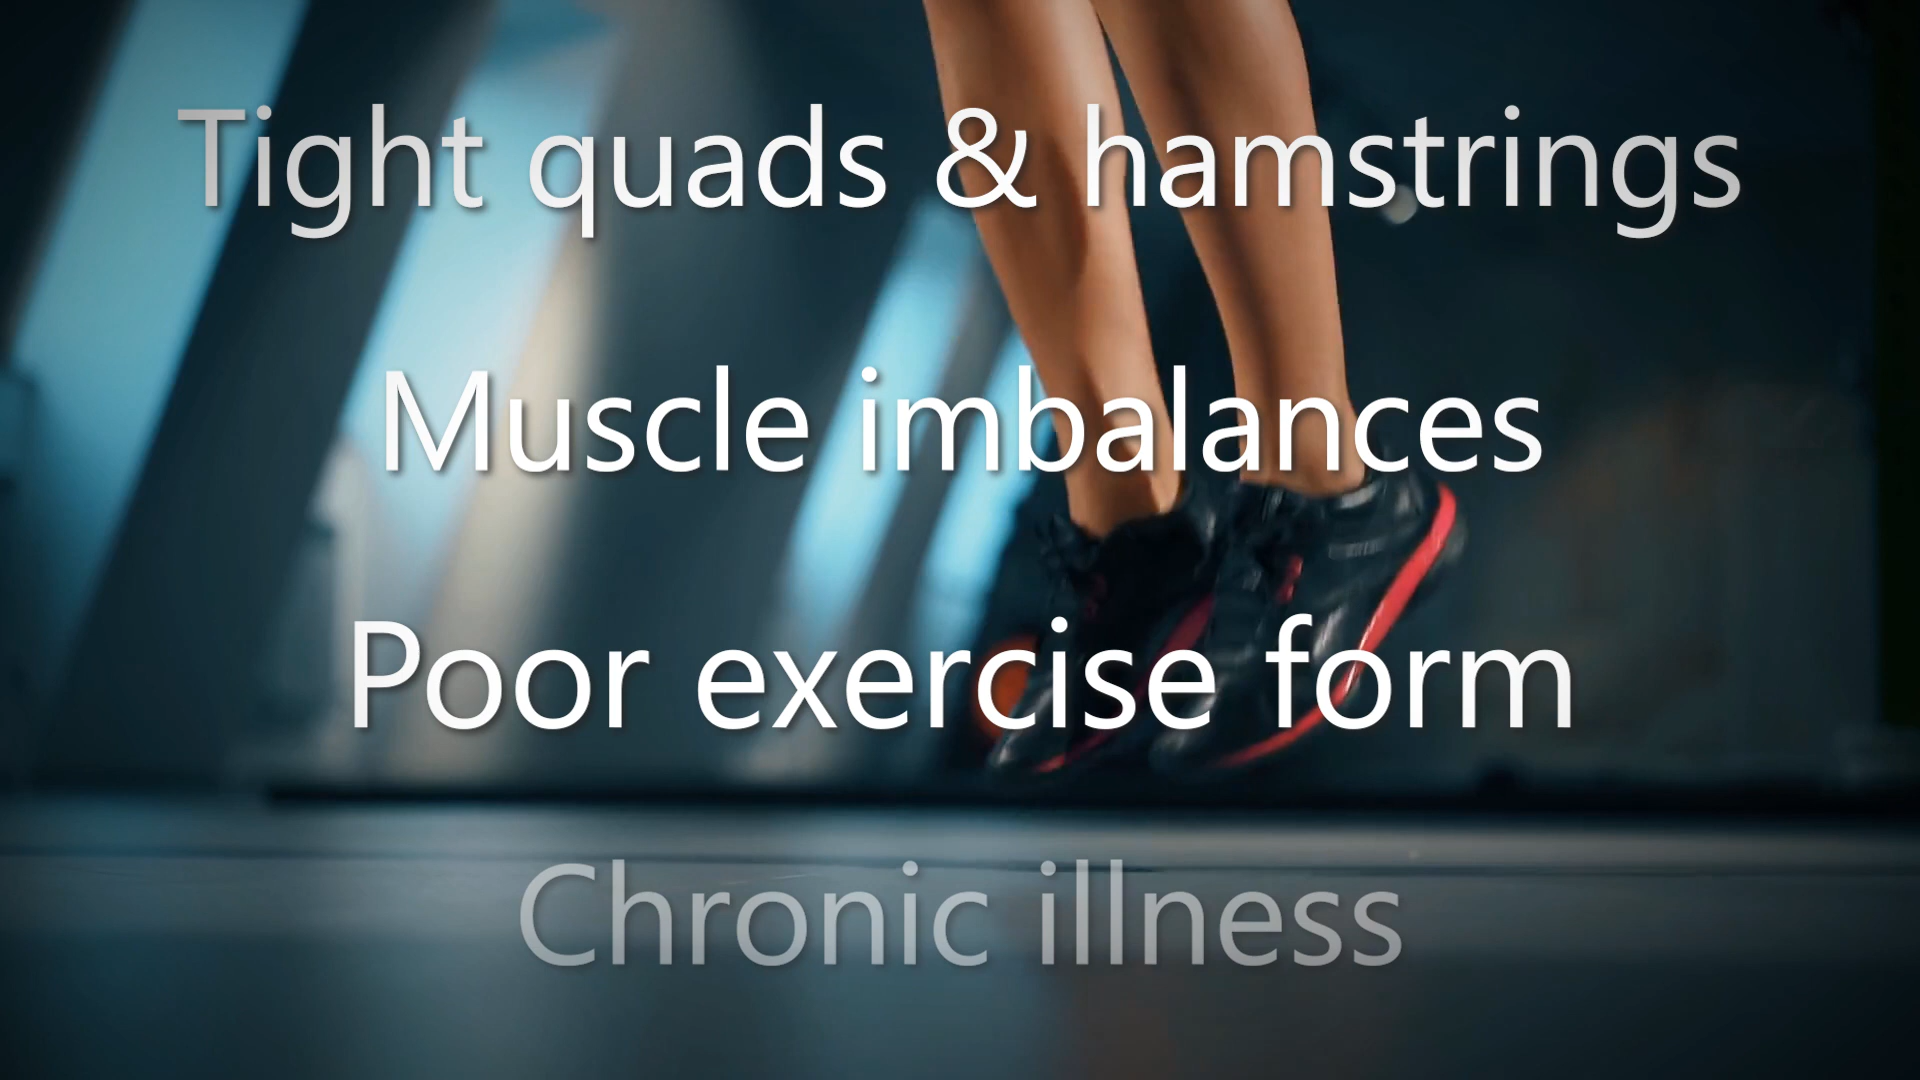 Tight quads & hamstrings
Muscle imbalances
Poor exercise form
Chronic illness